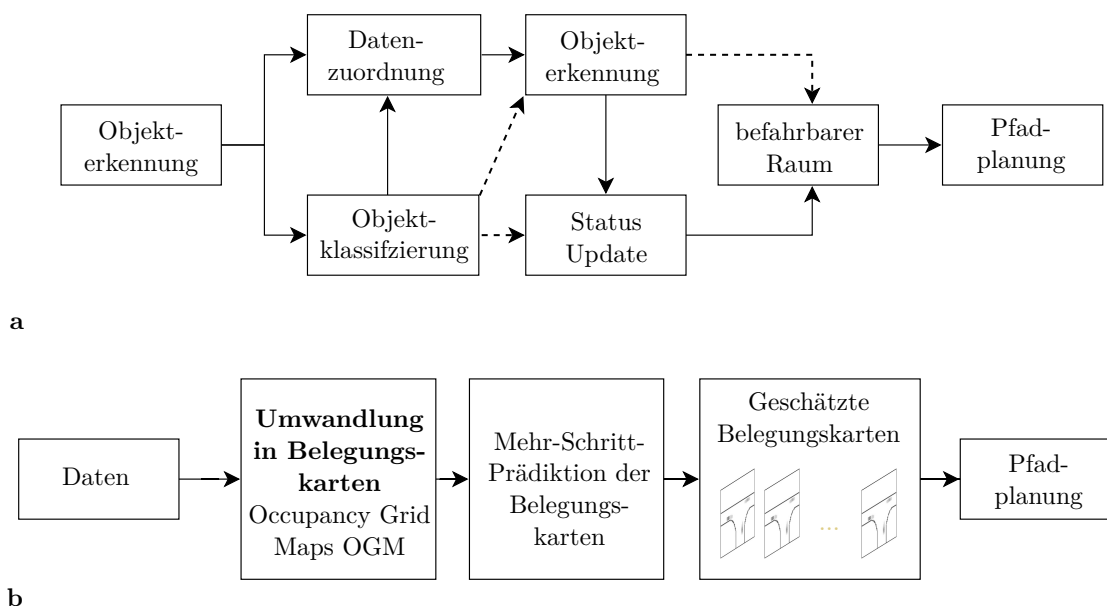 Daten-
zuordnung
Objekt-
erkennung
Objekt-
erkennung
befahrbarer
Raum
Pfad-
planung
Objekt-
klassifzierung
Status
Update
a
Umwandlung
in Belegungs-
karten
Occupancy Grid
Maps OGM
Mehr-Schritt-
Prädiktion der
Belegungs-
karten
Geschätzte
Belegungskarten
...
Daten
Pfad-
planung
b